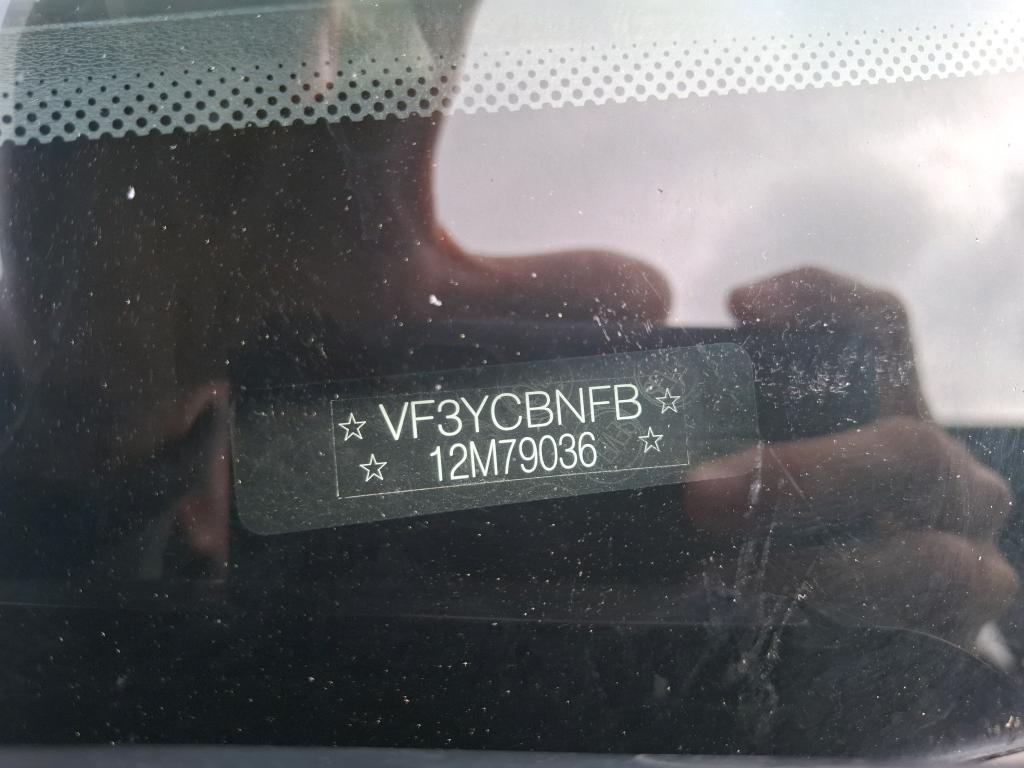 ☆ VF3YCBNFB ☆
☆ 12M79036 ☆